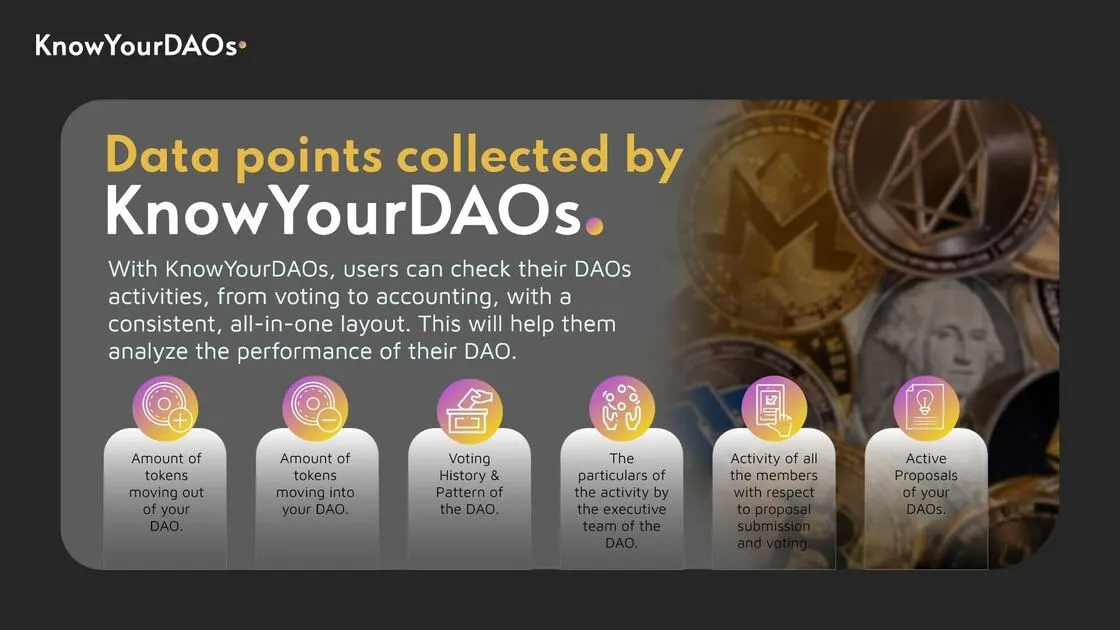 KnowYourDAOs
Data points collected by
KnowYourDAOs.
With KnowYourDAOs, users can check their DAOs
activities, from voting to accounting, with a
consistent, all-in-one layout. This will help them
analyze the performance of their DAO.
Amount of
tokens
moving out
of your
DAO.
Amount of
tokens
moving into
your DAO.
Voting
History &
Pattern of
the DAO.
The
particulars of
the activity by
the executive
team of the
DAO.
Activity of all
the members
with respect
to proposal
submission
and voting
Active
Proposals
of your
DAOs.